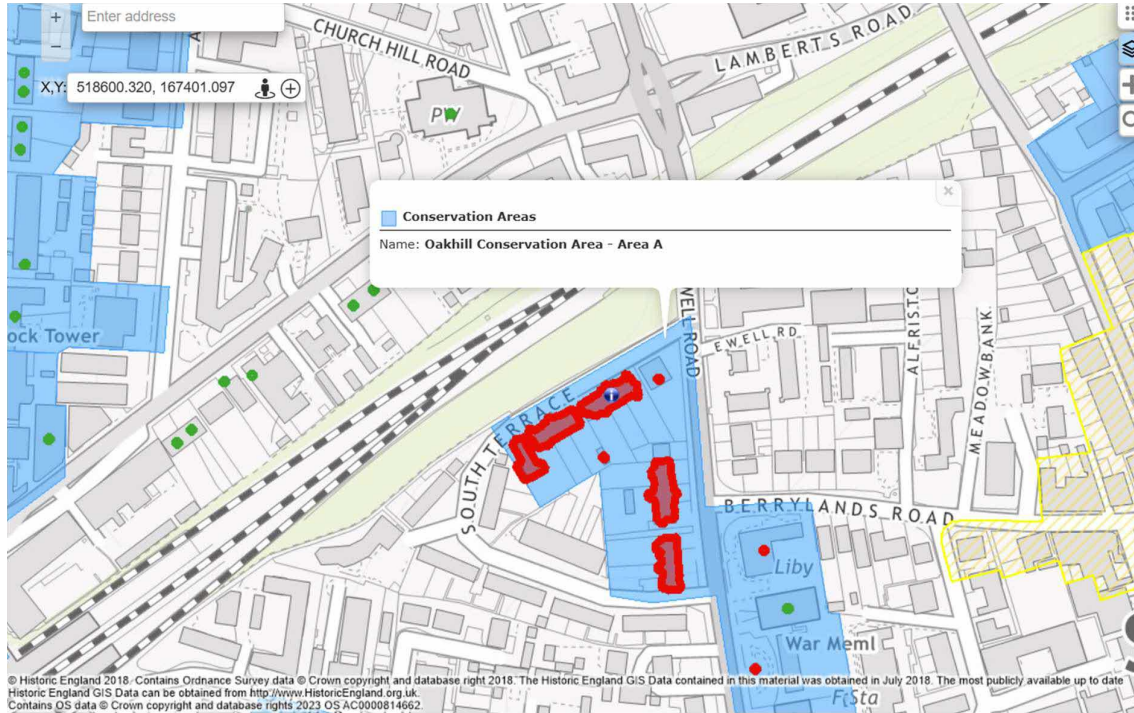 +
Enter address
−
CHURCH HILL ROAD
LAMBERTS ROAD
X,Y: 518600.320, 167401.097
PW
×
Conservation Areas
Name: Oakhill Conservation Area - Area A
ock Tower
WELL ROAD
EWELL RD
ALFRIST
MEADOWBANK
SOUTH TERRACE
BERRYLANDS ROAD
Liby
War Meml
F Sta
© Historic England 2018. Contains Ordnance Survey data © Crown copyright and database right 2018. The Historic England GIS Data contained in this material was obtained in July 2018. The most publicly available up to date
Historic England GIS Data can be obtained from http://www.HistoricEngland.org.uk.
Contains OS data © Crown copyright and database rights 2023 OS AC0000814662.